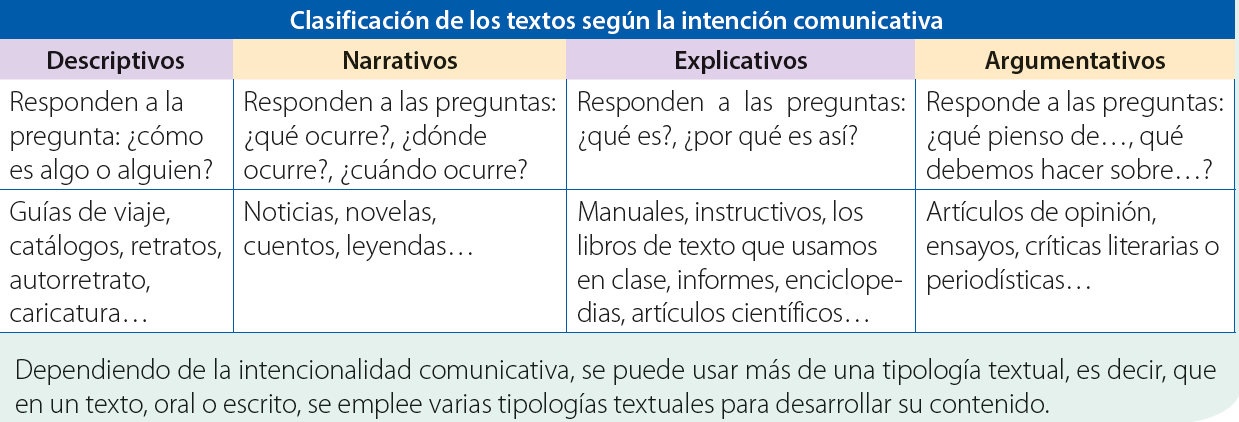 Clasificación de los textos según la intención comunicativa
Descriptivos
Narrativos
Explicativos
Argumentativos
Responden a la
pregunta: ¿cómo
es algo o alguien?
Responden a las preguntas:
¿qué ocurre?, ¿dónde
ocurre?, ¿cuándo ocurre?
Responden a las preguntas:
¿qué es?, ¿por qué es así?
Responde a las preguntas:
¿qué pienso de…, qué
debemos hacer sobre…?
Guías de viaje,
catálogos, retratos,
autorretrato,
caricatura…
Noticias, novelas,
cuentos, leyendas…
Manuales, instructivos, los
libros de texto que usamos
en clase, informes, enciclope-
dias, artículos científicos…
Artículos de opinión,
ensayos, críticas literarias o
periodísticas…
Dependiendo de la intencionalidad comunicativa, se puede usar más de una tipología textual, es decir, que
en un texto, oral o escrito, se emplee varias tipologías textuales para desarrollar su contenido.